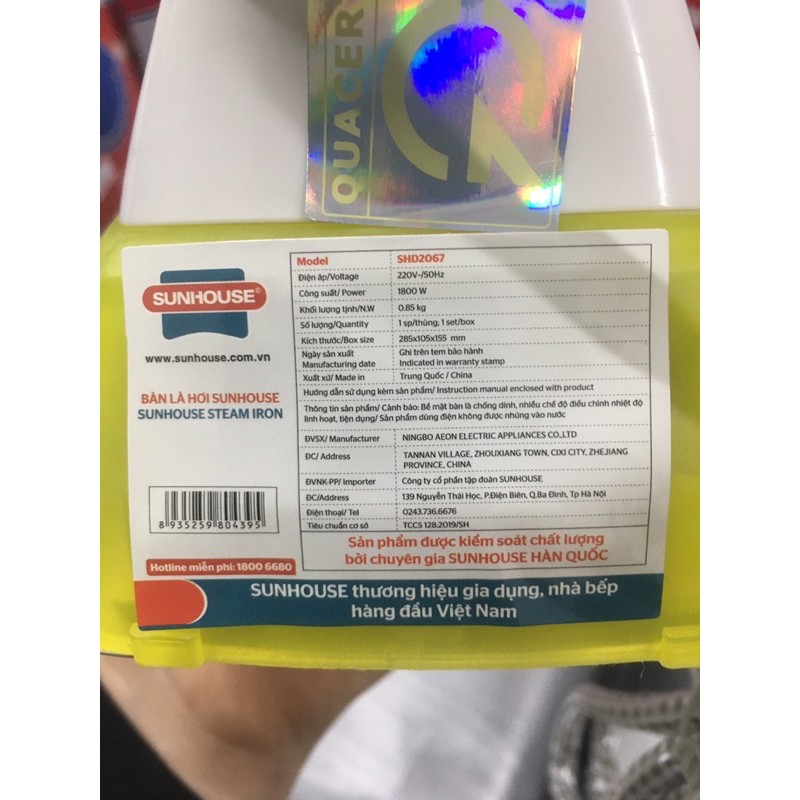 QUACER
SUNHOUSE®
www.sunhouse.com.vn
BÀN LÀ HƠI SUNHOUSE
SUNHOUSE STEAM IRON
8 935259 804395
Hotline miễn phí: 1800 6680
Model SHD2067
Điện áp/Voltage 220V~/50Hz
Công suất/ Power 1800 W
Khối lượng tịnh/N.W 0.85 kg
Số lượng/Quantity 1 sp/thùng; 1 set/box
Kích thước/Box size 285x105x155 mm
Ngày sản xuất Ghi trên tem bảo hành
Manufacturing date Indicated in warranty stamp
Xuất xứ/ Made in Trung Quốc / China
Hướng dẫn sử dụng kèm sản phẩm/ Instruction manual enclosed with product
Thông tin sản phẩm/ Cảnh báo: Bề mặt bàn là chống dính, nhiều chế độ điều chỉnh nhiệt độ
linh hoạt, tiện dụng/ Sản phẩm dùng điện không được nhúng vào nước
ĐVSX/ Manufacturer NINGBO AEON ELECTRIC APPLIANCES CO.,LTD
ĐC/ Address TANNAN VILLAGE, ZHOUXIANG TOWN, CIXI CITY, ZHEJIANG
PROVINCE, CHINA
ĐVNK-PP/ Importer Công ty cổ phần tập đoàn SUNHOUSE
ĐC/Address 139 Nguyễn Thái Học, P.Điện Biên, Q.Ba Đình, Tp Hà Nội
Điện thoại/ Tel 0243.736.6676
Tiêu chuẩn cơ sở TCCS 128:2019/SH
Sản phẩm được kiểm soát chất lượng
bởi chuyên gia SUNHOUSE HÀN QUỐC
SUNHOUSE thương hiệu gia dụng, nhà bếp
hàng đầu Việt Nam